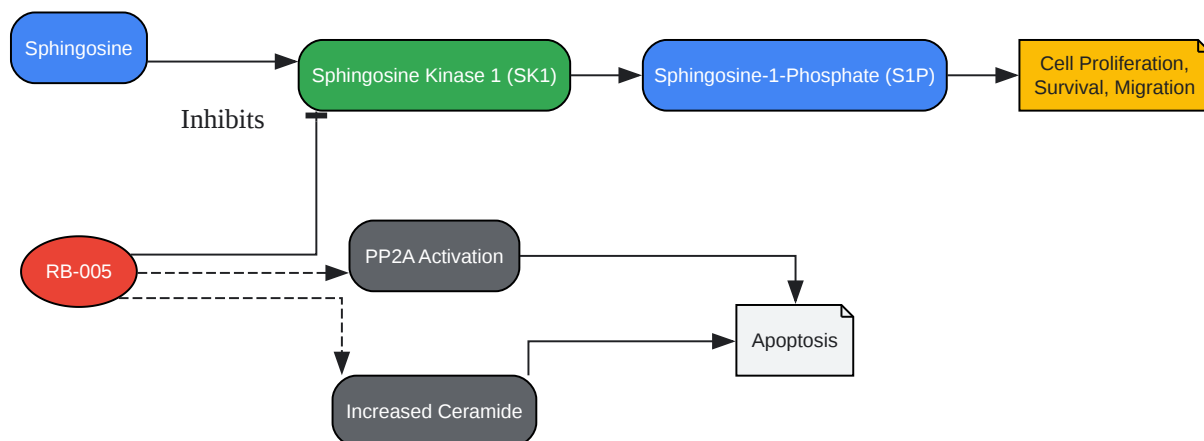 Sphingosine
Sphingosine Kinase 1 (SK1)
Sphingosine-1-Phosphate (S1P)
Cell Proliferation,
Survival, Migration
Inhibits
RB-005
PP2A Activation
Apoptosis
Increased Ceramide